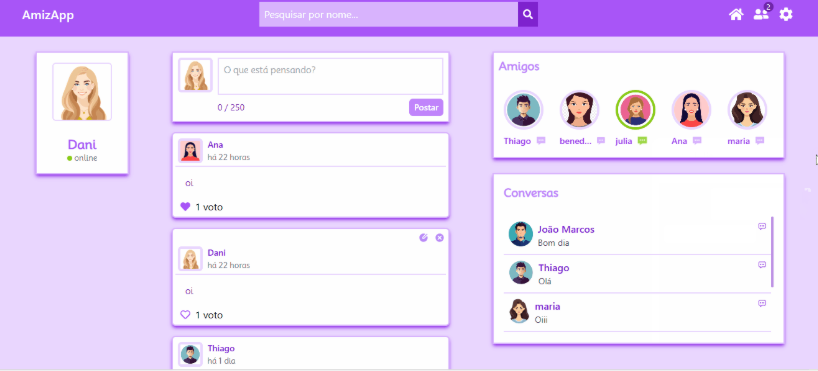 AmizApp
Pesquisar por nome...
2
Dani
online
O que está pensando?
0 / 250
Postar
Ana
há 22 horas
oi
1 voto
Dani
há 22 horas
oi
1 voto
Thiago
há 1 dia
Amigos
Thiago
bened...
julia
Ana
maria
Conversas
João Marcos
Bom dia
Thiago
Olá
maria
Oiii